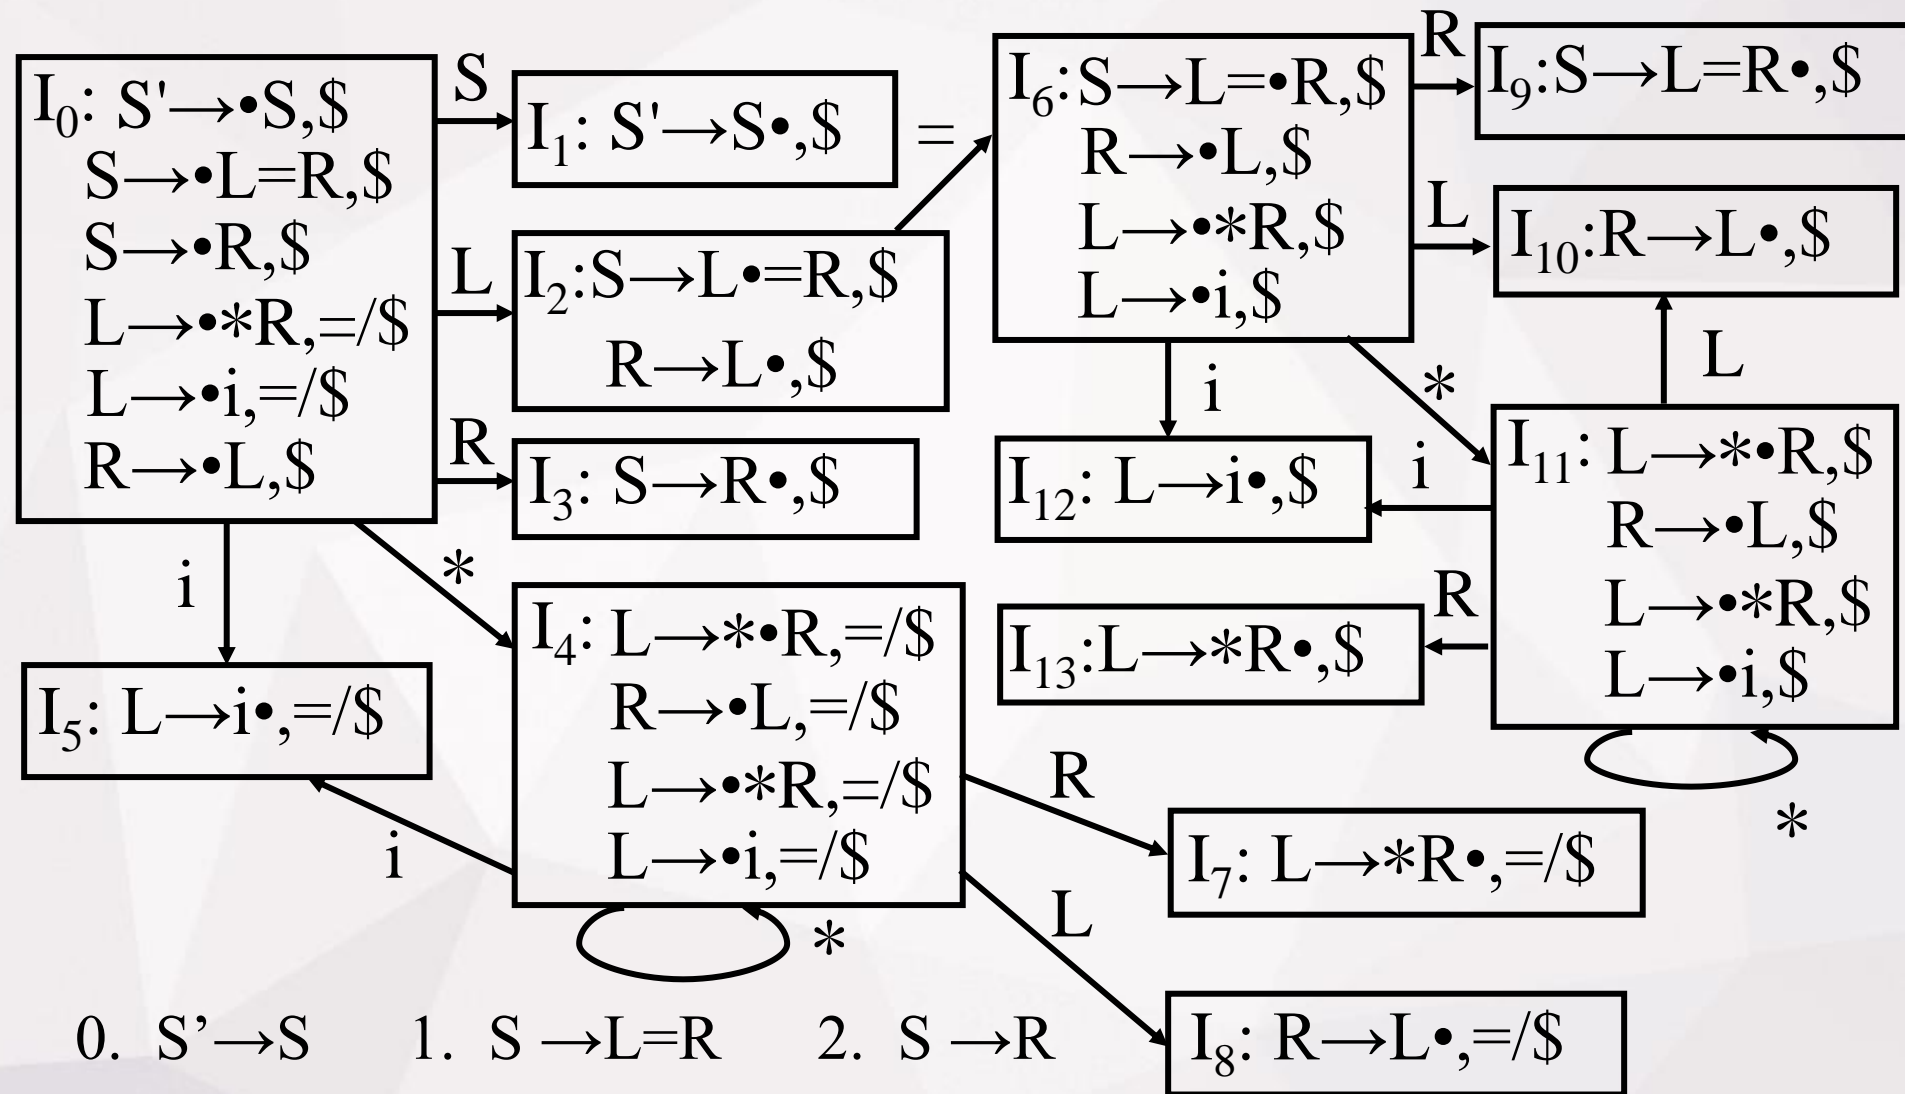 I₀: S'→•S,$
S→•L=R,$
S→•R,$
L→•*R,=/$
L→•i,=/$
R→•L,$
S
I₁: S'→S•,$
=
L
I₂:S→L•=R,$
R→L•,$
R
I₃: S→R•,$
i
*
I₄: L→*•R,=/$
R→•L,=/$
L→•*R,=/$
L→•i,=/$
I₅: L→i•,=/$
i
*
I₆:S→L=•R,$
R→•L,$
L→•*R,$
L→•i,$
R
I₉:S→L=R•,$
L
I₁₀:R→L•,$
L
i
*
I₁₂: L→i•,$
i
I₁₁: L→*•R,$
R→•L,$
L→•*R,$
L→•i,$
R
I₁₃:L→*R•,$
*
R
I₇: L→*R•,=/$
L
I₈: R→L•,=/$
0. S’→S 1. S →L=R 2. S →R